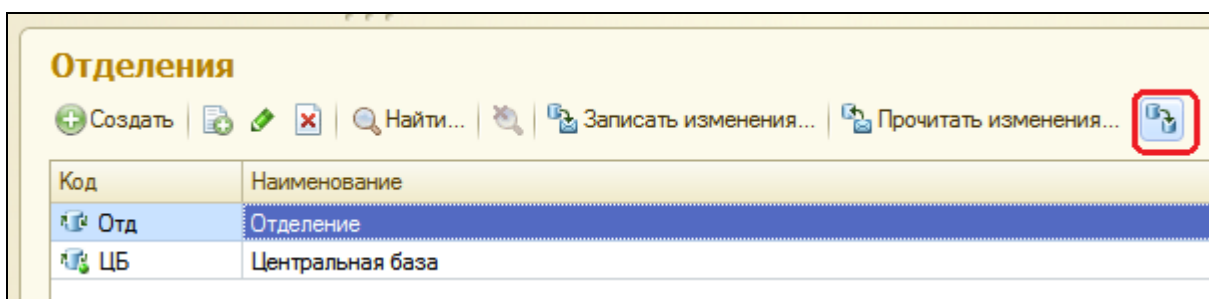 Отделения
Создать Найти... Записать изменения... Прочитать изменения...
Код Наименование
Отд Отделение
ЦБ Центральная база